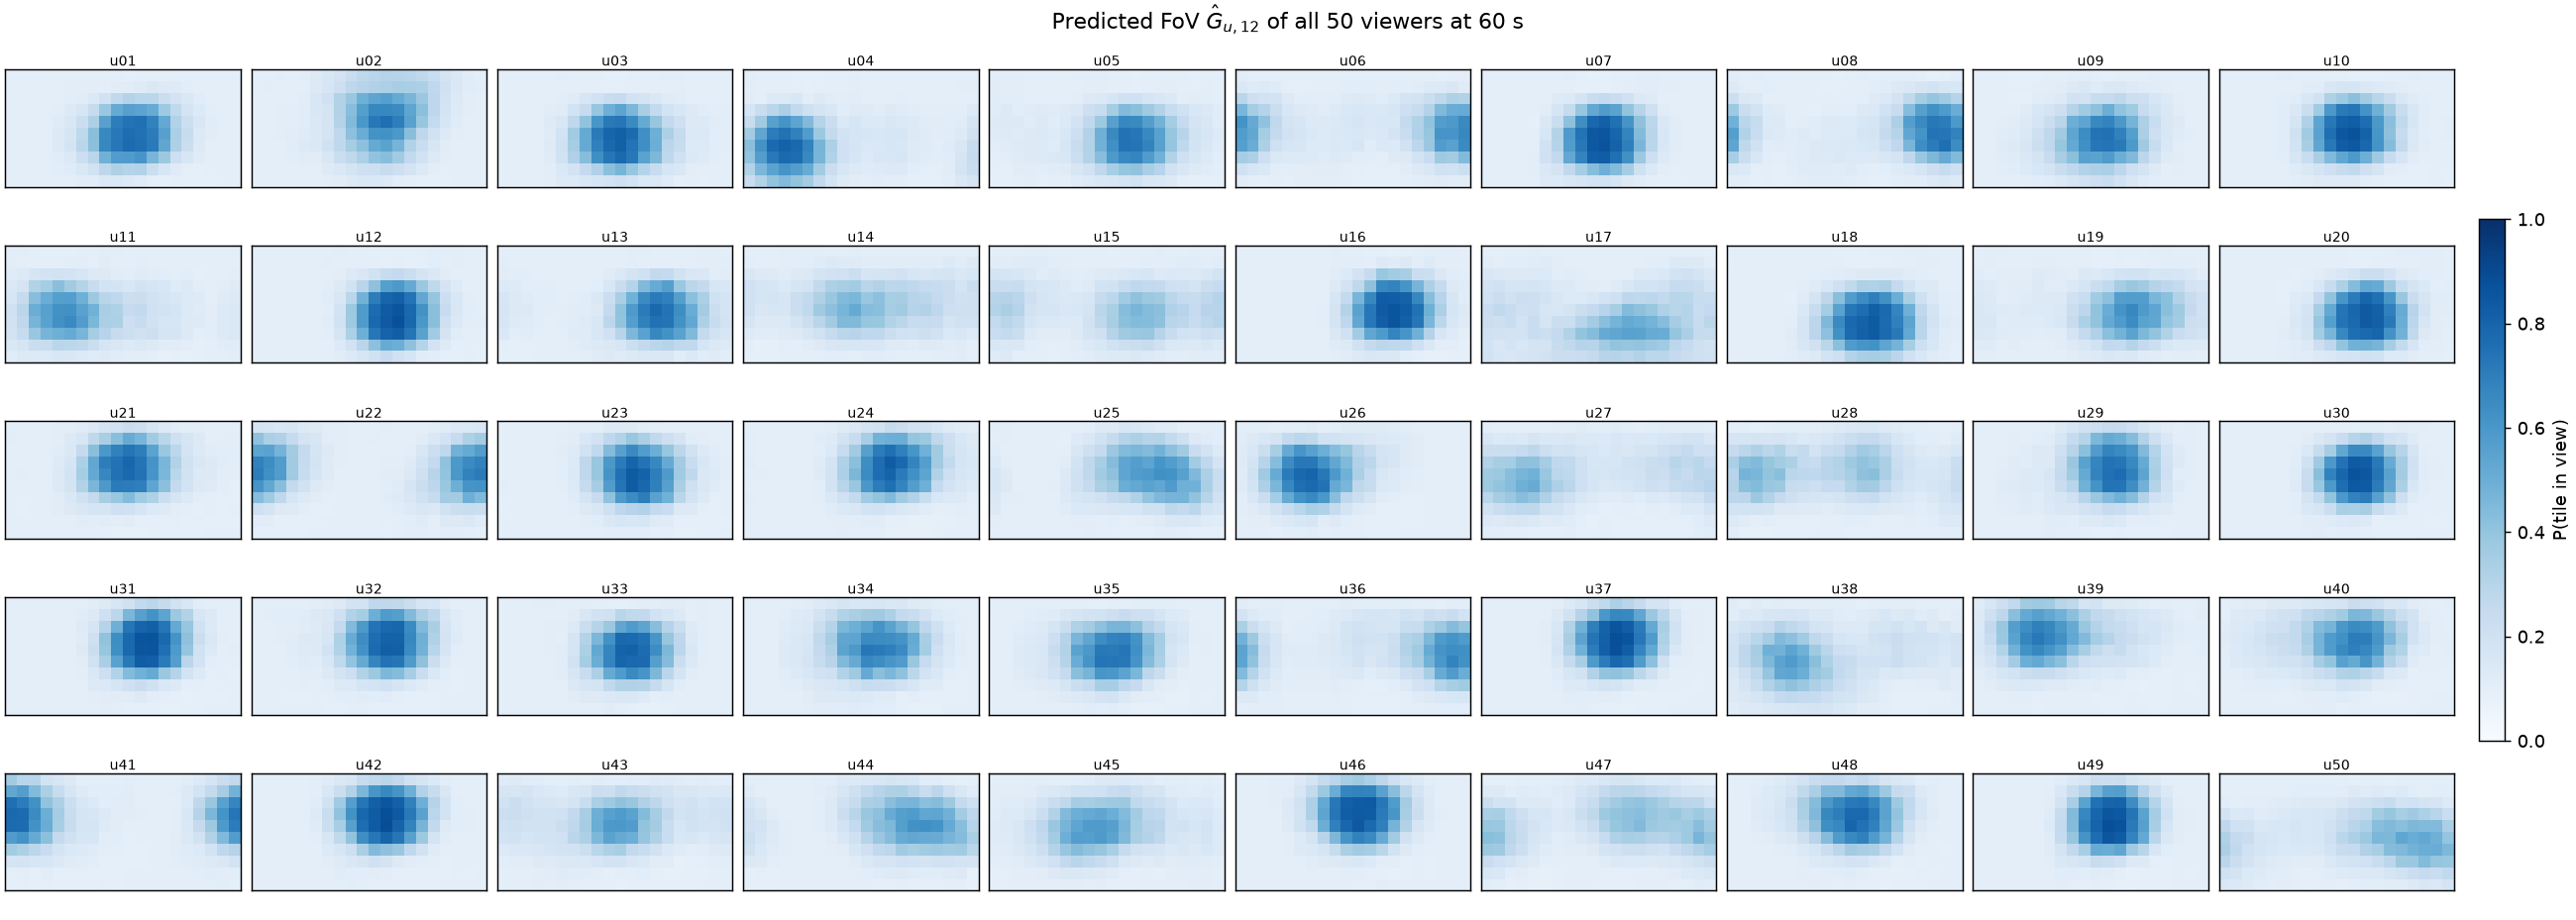 Predicted FoV Ĝu,12 of all 50 viewers at 60 s
u01 u02 u03 u04 u05 u06 u07 u08 u09 u10
u11 u12 u13 u14 u15 u16 u17 u18 u19 u20
u21 u22 u23 u24 u25 u26 u27 u28 u29 u30
u31 u32 u33 u34 u35 u36 u37 u38 u39 u40
u41 u42 u43 u44 u45 u46 u47 u48 u49 u50
1.0
0.8
0.6
0.4
0.2
0.0
P(tile in view)